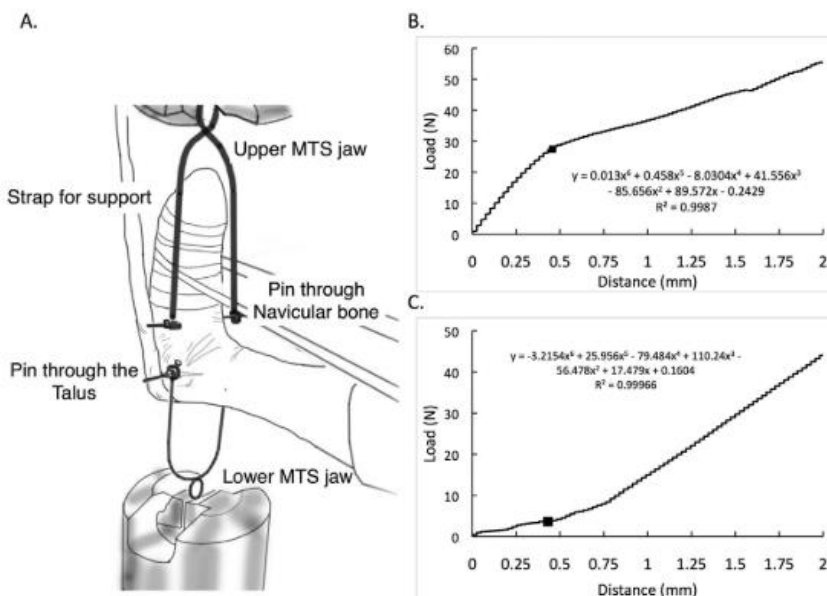 A.
Upper MTS jaw
Strap for support
Pin through
Navicular bone
Pin through the
Talus
Lower MTS jaw
B.
60
50
40
30
20
10
0
Load (N)
y = 0.013x⁶ + 0.458x⁵ - 8.0304x⁴ + 41.556x³
- 85.656x² + 89.572x - 0.2429
R² = 0.9987
0 0.25 0.5 0.75 1 1.25 1.5 1.75 2
Distance (mm)
C.
50
40
30
20
10
0
Load (N)
y = -3.2154x⁶ + 25.956x⁵ - 79.484x⁴ + 110.24x³ -
56.478x² + 17.479x + 0.1604
R² = 0.99966
0 0.25 0.5 0.75 1 1.25 1.5 1.75 2
Distance (mm)